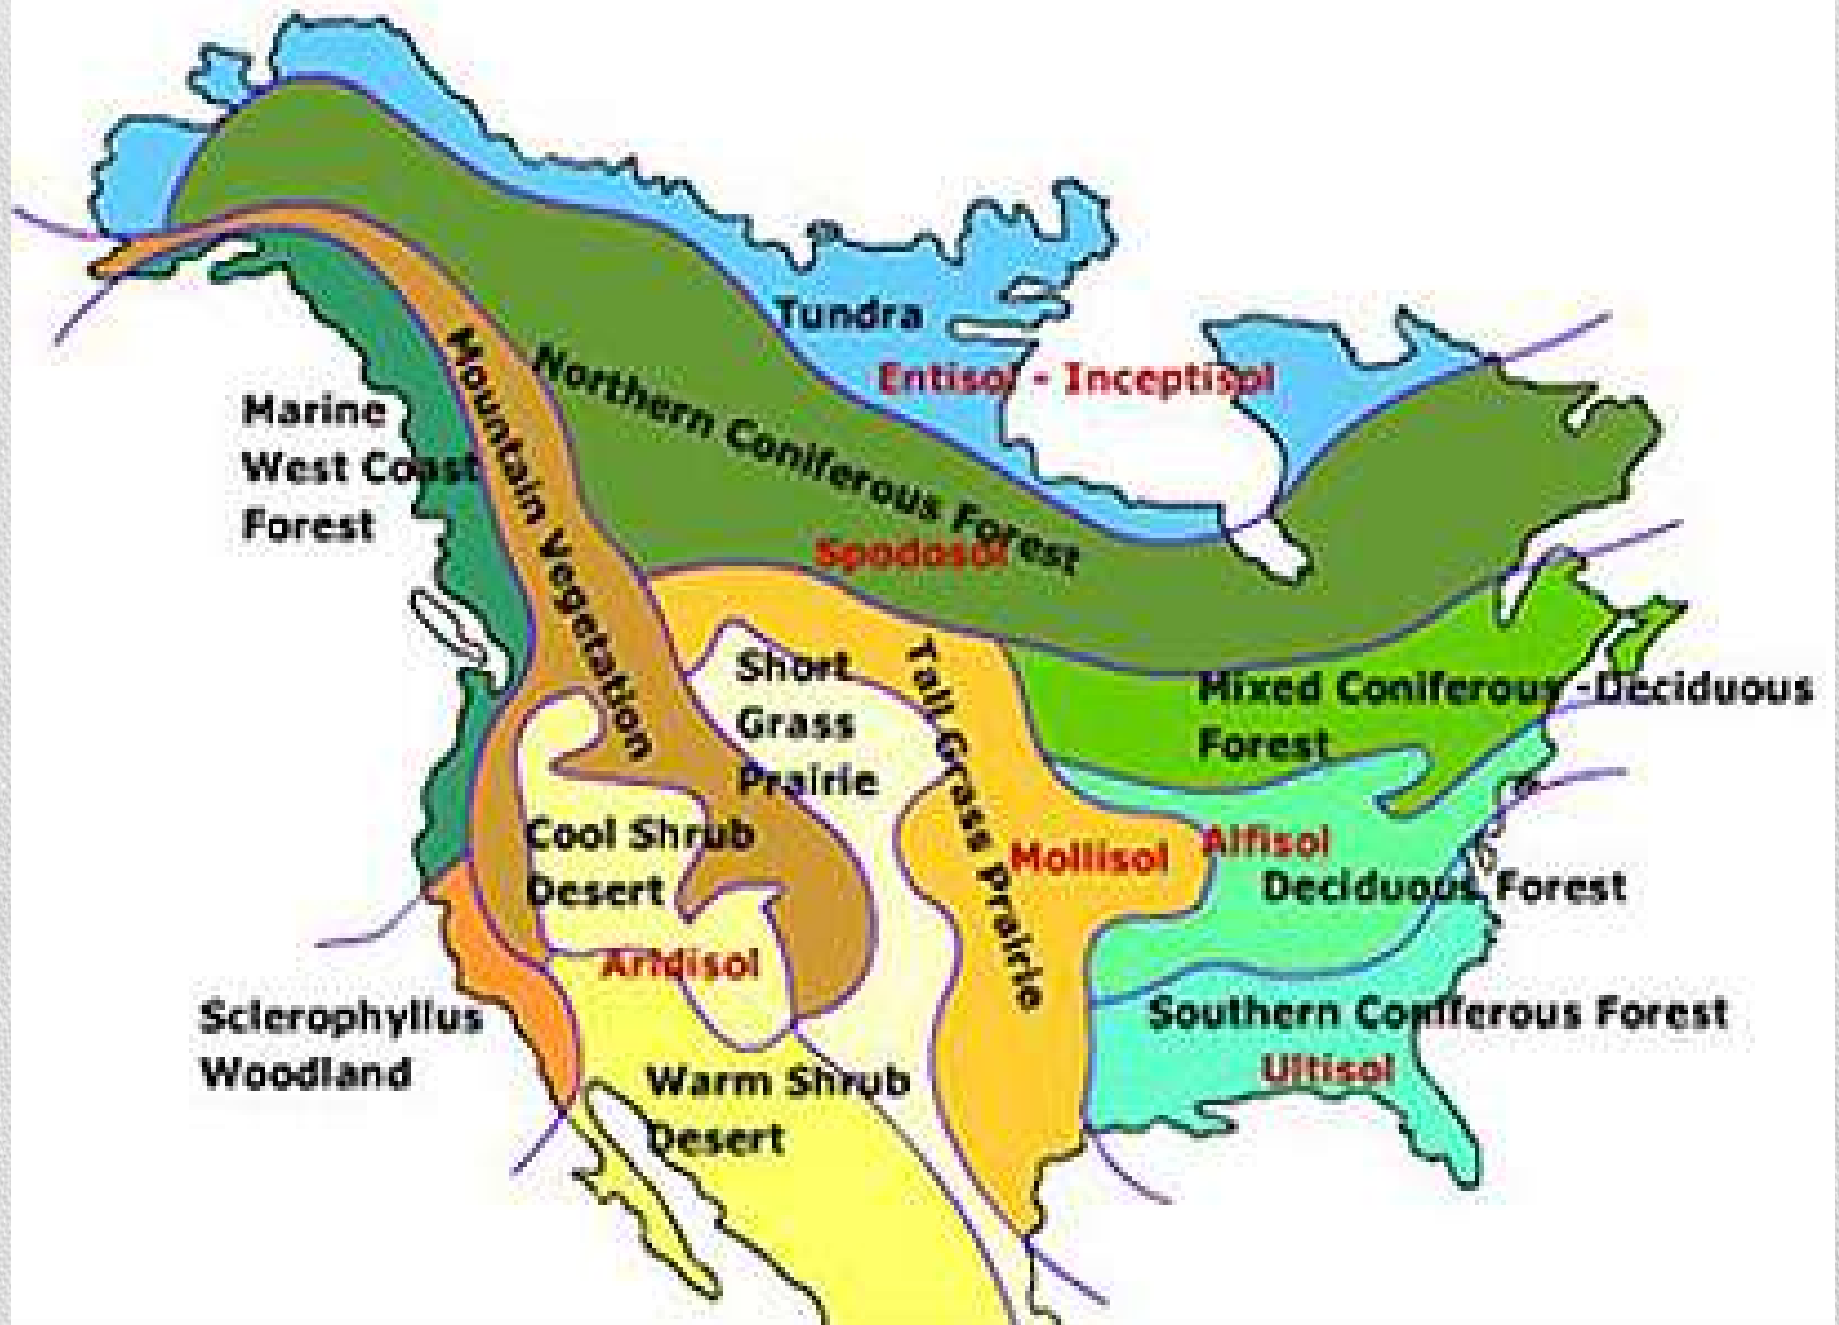 Tundra
Entisol - Inceptisol
Northern Coniferous Forest
Spodosol
Mountain Vegetation
Marine
West Coast
Forest
Short
Grass
Prairie
Tall Grass Prairie
Mixed Coniferous -Deciduous
Forest
Cool Shrub
Desert
Mollisol
Alfisol
Deciduous Forest
Aridisol
Sclerophyllus
Woodland
Southern Coniferous Forest
Ultisol
Warm Shrub
Desert